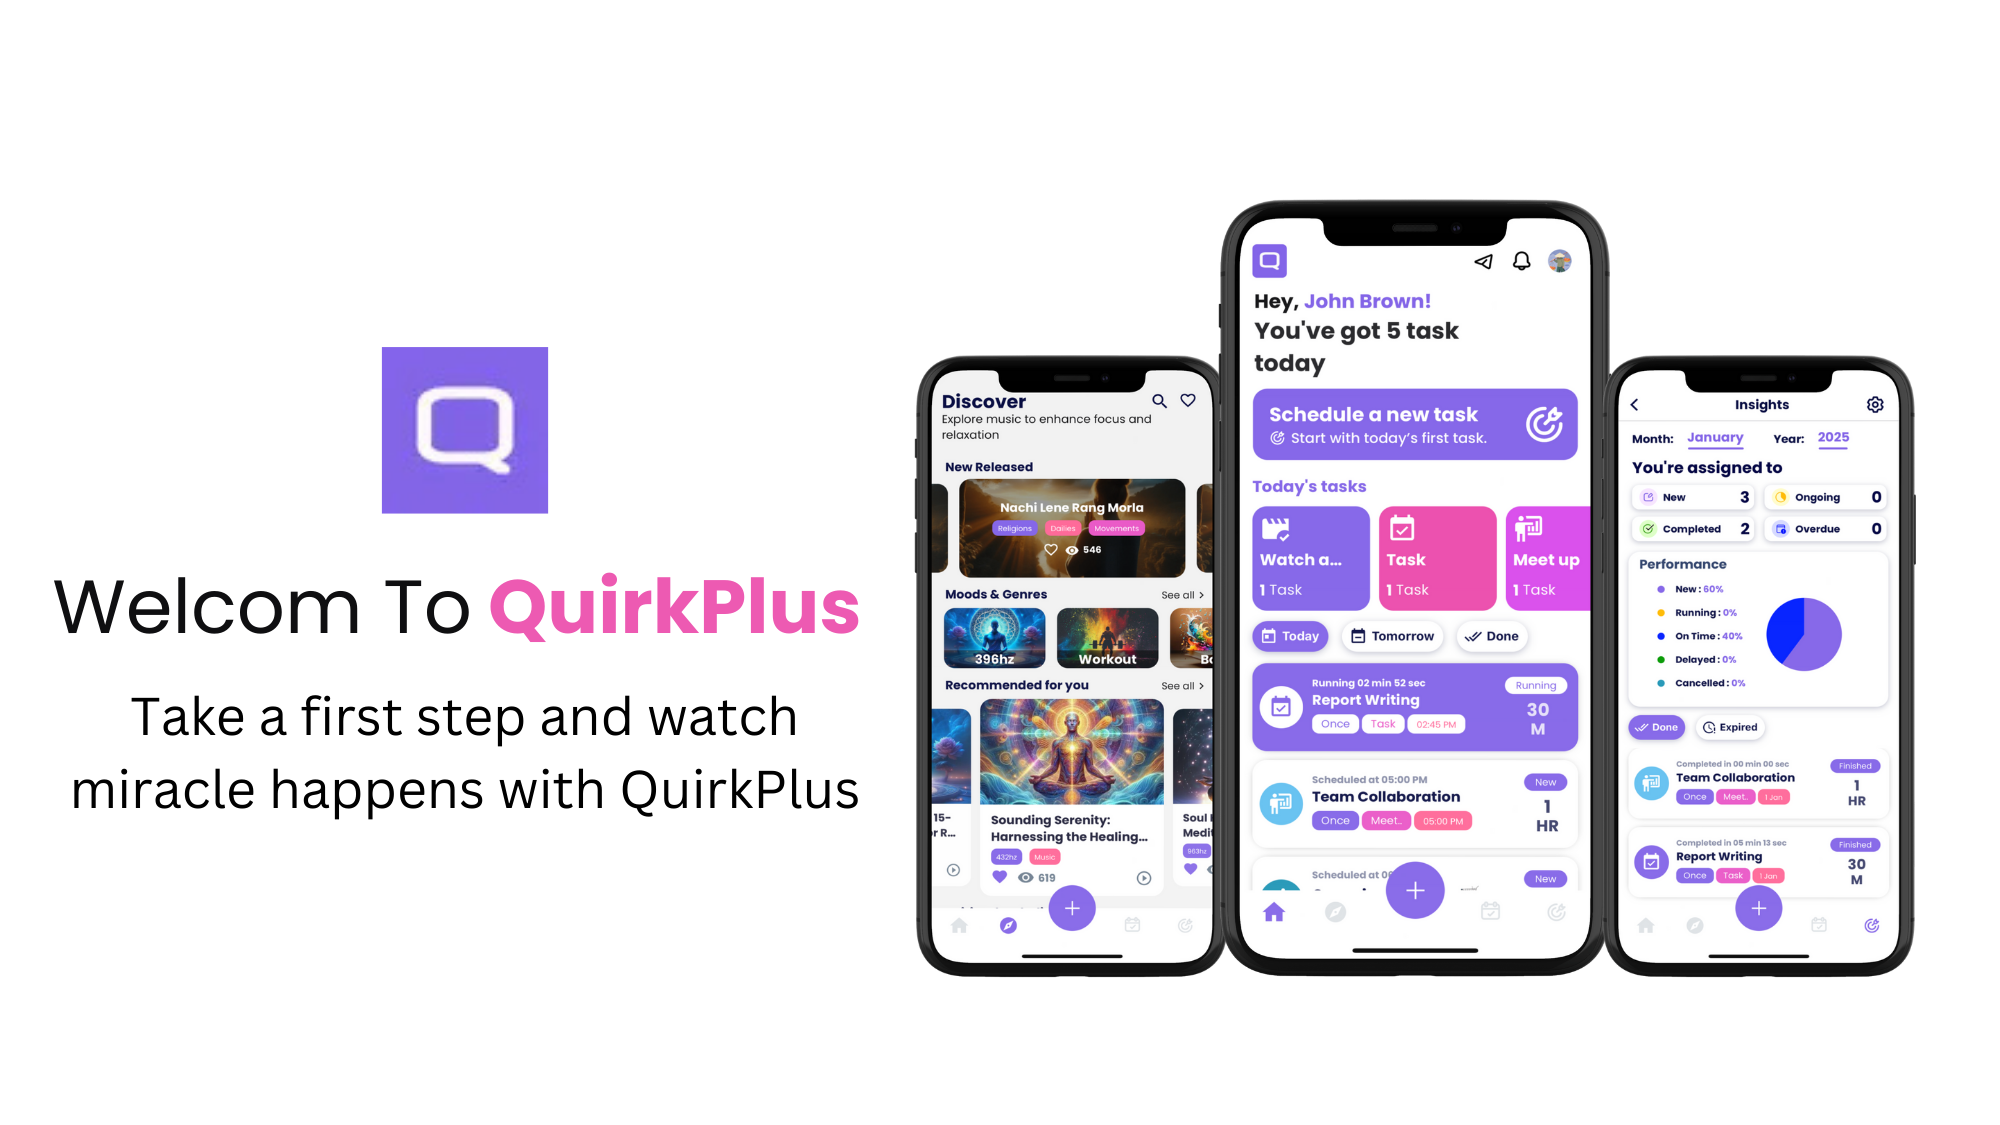 Welcom To QuirkPlus
Take a first step and watch
miracle happens with QuirkPlus
Discover
Explore music to enhance focus and
relaxation
New Released
Nachi Lene Rang Morla
Religions Dailies Movements
546
Moods & Genres See all >
396hz Workout
Recommended for you See all >
15-
Sounding Serenity:
Harnessing the Healing...
432hz Music
619
Soul
Medit
963hz
Hey, John Brown!
You've got 5 task
today
Schedule a new task
Start with today's first task.
Today's tasks
Watch a... Task Meet up
1 Task 1 Task 1 Task
Today Tomorrow Done
Running 02 min 52 sec Running
Report Writing
Once Task 02:45 PM
30
M
Scheduled at 05:00 PM New
Team Collaboration
Once Meet.. 05:00 PM
1
HR
Scheduled at New
Insights
Month: January Year: 2025
You're assigned to
New 3 Ongoing 0
Completed 2 Overdue 0
Performance
New : 60%
Running : 0%
On Time : 40%
Delayed : 0%
Cancelled : 0%
Done Expired
Completed in 00 min 00 sec Finished
Team Collaboration
Once Meet.. 1 Jan
1
HR
Completed in 05 min 13 sec Finished
Report Writing
Once Task 1 Jan
30
M